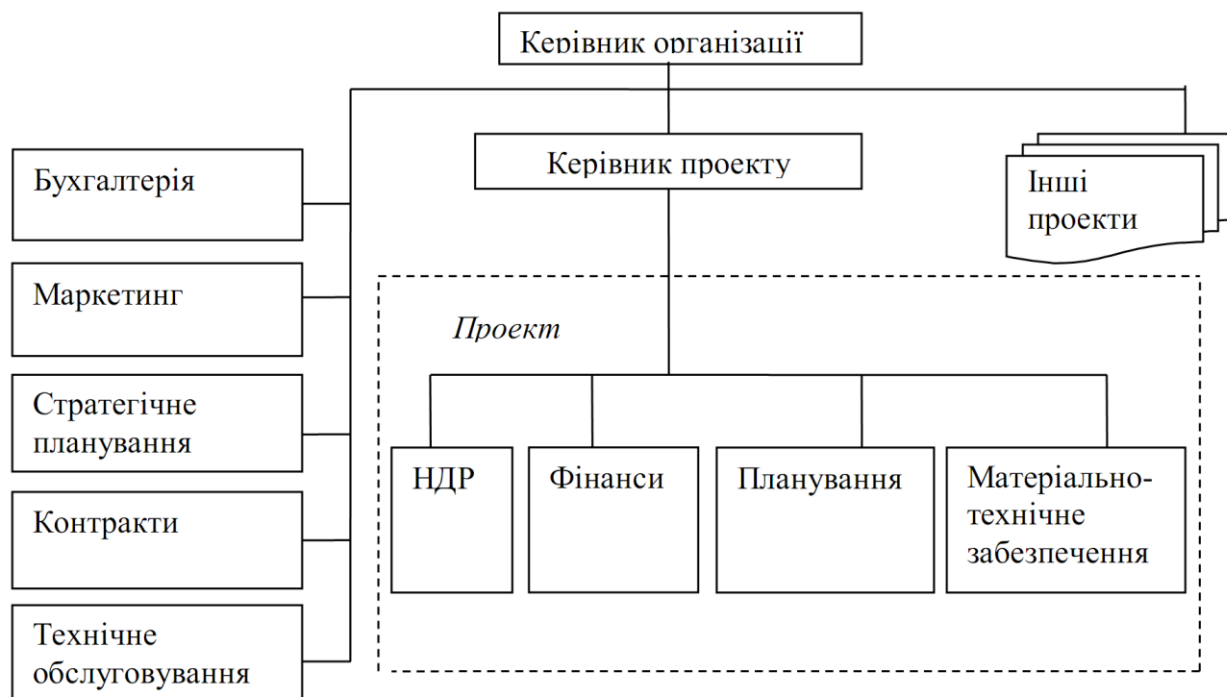 Керівник організації
Керівник проекту
Інші
проекти
Бухгалтерія
Маркетинг
Стратегічне
планування
Контракти
Технічне
обслуговування
Проект
НДР
Фінанси
Планування
Матеріально-
технічне
забезпечення